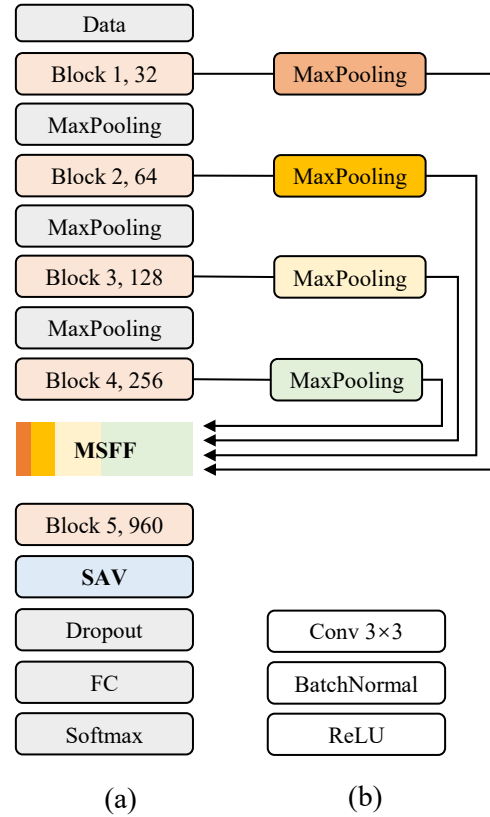 Data
Block 1, 32
MaxPooling
MaxPooling
Block 2, 64
MaxPooling
MaxPooling
Block 3, 128
MaxPooling
MaxPooling
Block 4, 256
MaxPooling
MSFF
Block 5, 960
SAV
Dropout
Conv 3×3
FC
BatchNormal
Softmax
ReLU
(a)
(b)